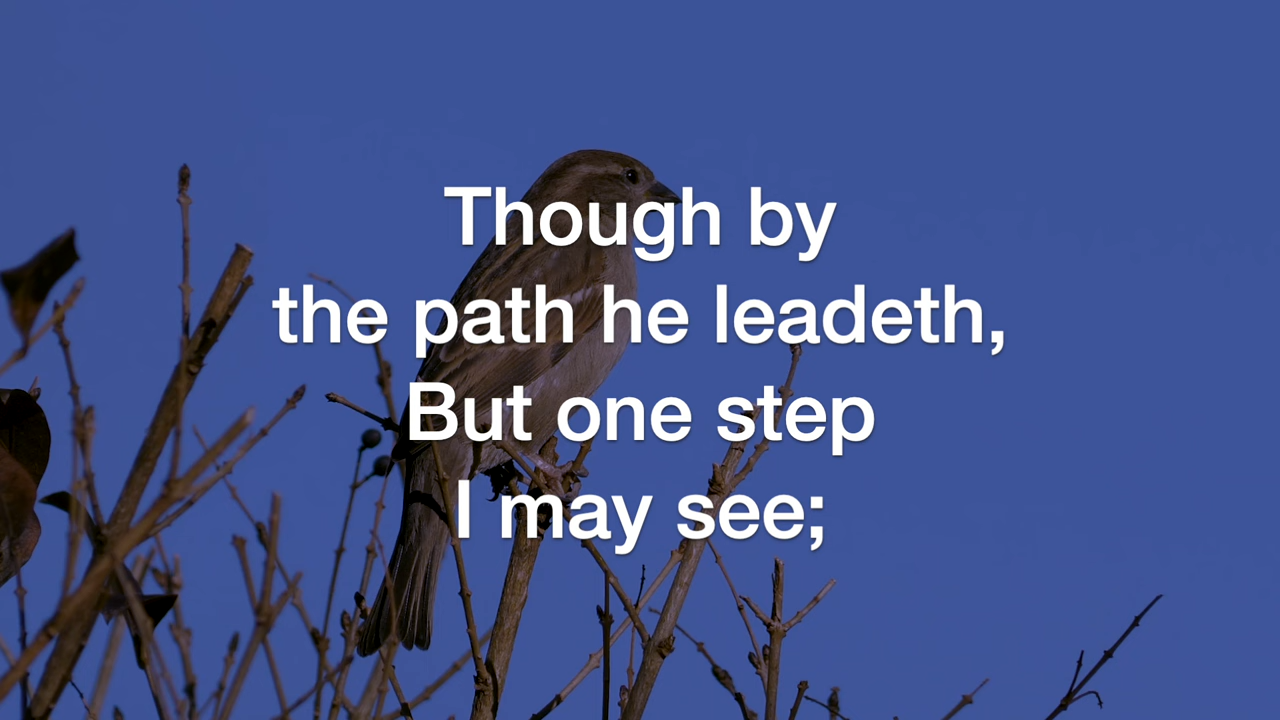 Though by
the path he leadeth,
But one step
I may see;